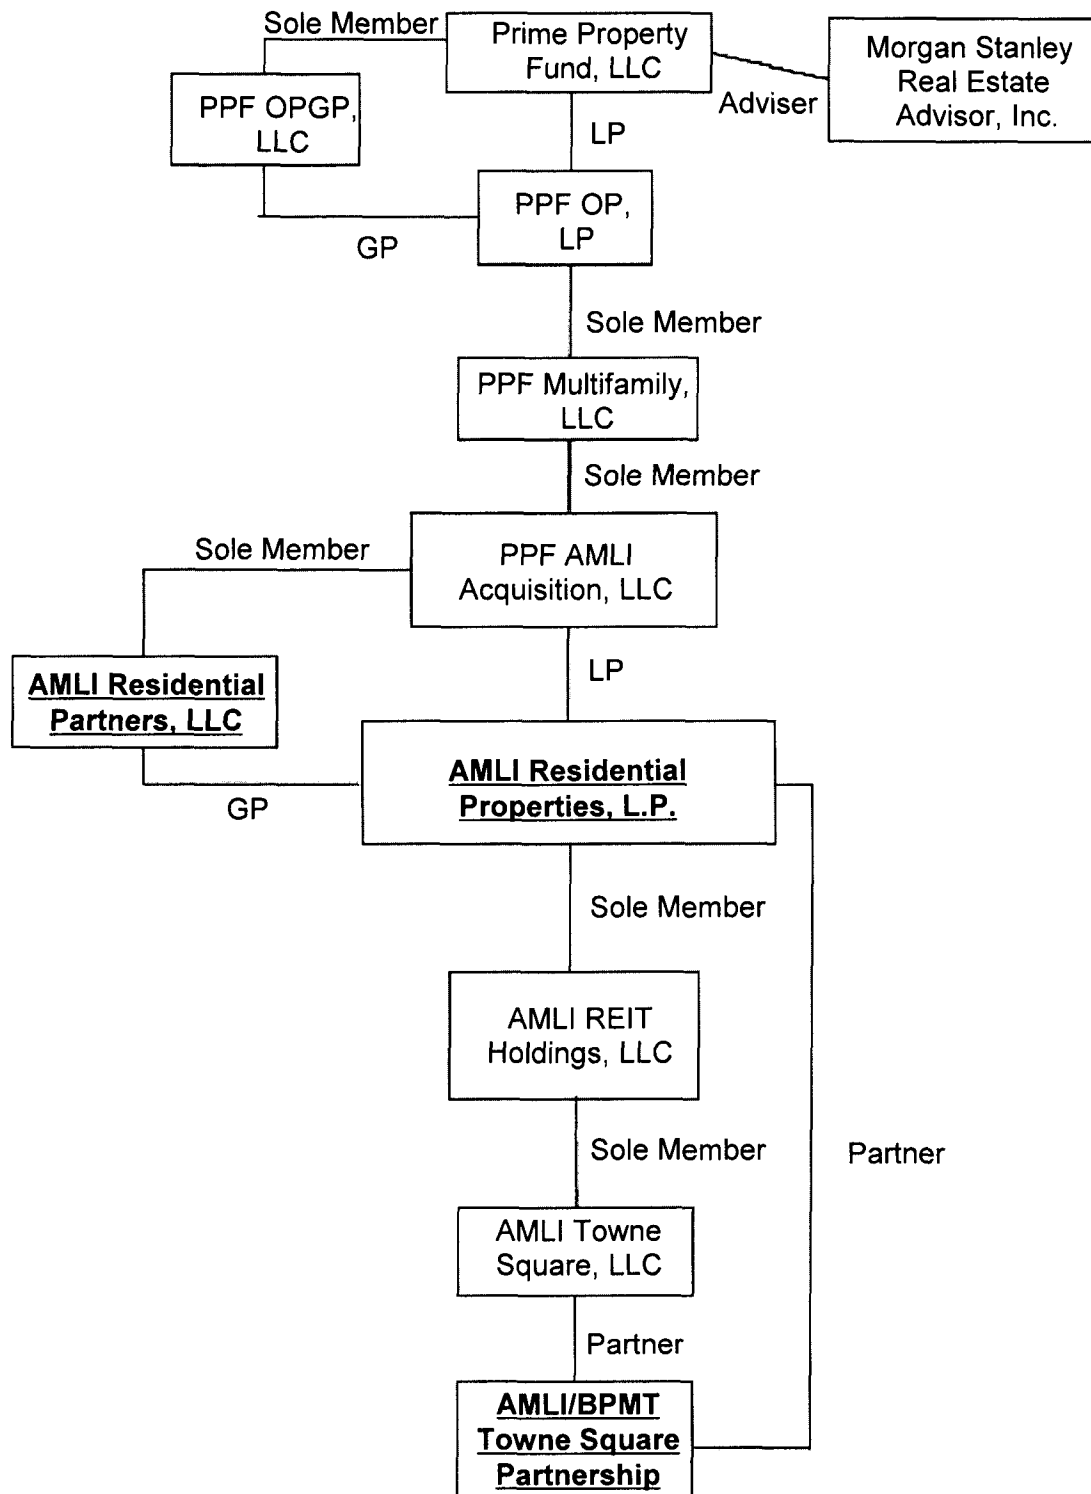 Sole Member
Prime Property
Fund, LLC
Morgan Stanley
Real Estate
Advisor, Inc.
Adviser
PPF OPGP,
LLC
LP
PPF OP,
LP
GP
Sole Member
PPF Multifamily,
LLC
Sole Member
PPF AMLI
Acquisition, LLC
Sole Member
AMLI Residential
Partners, LLC
LP
AMLI Residential
Properties, L.P.
GP
Sole Member
AMLI REIT
Holdings, LLC
Sole Member
Partner
AMLI Towne
Square, LLC
Partner
AMLI/BPMT
Towne Square
Partnership